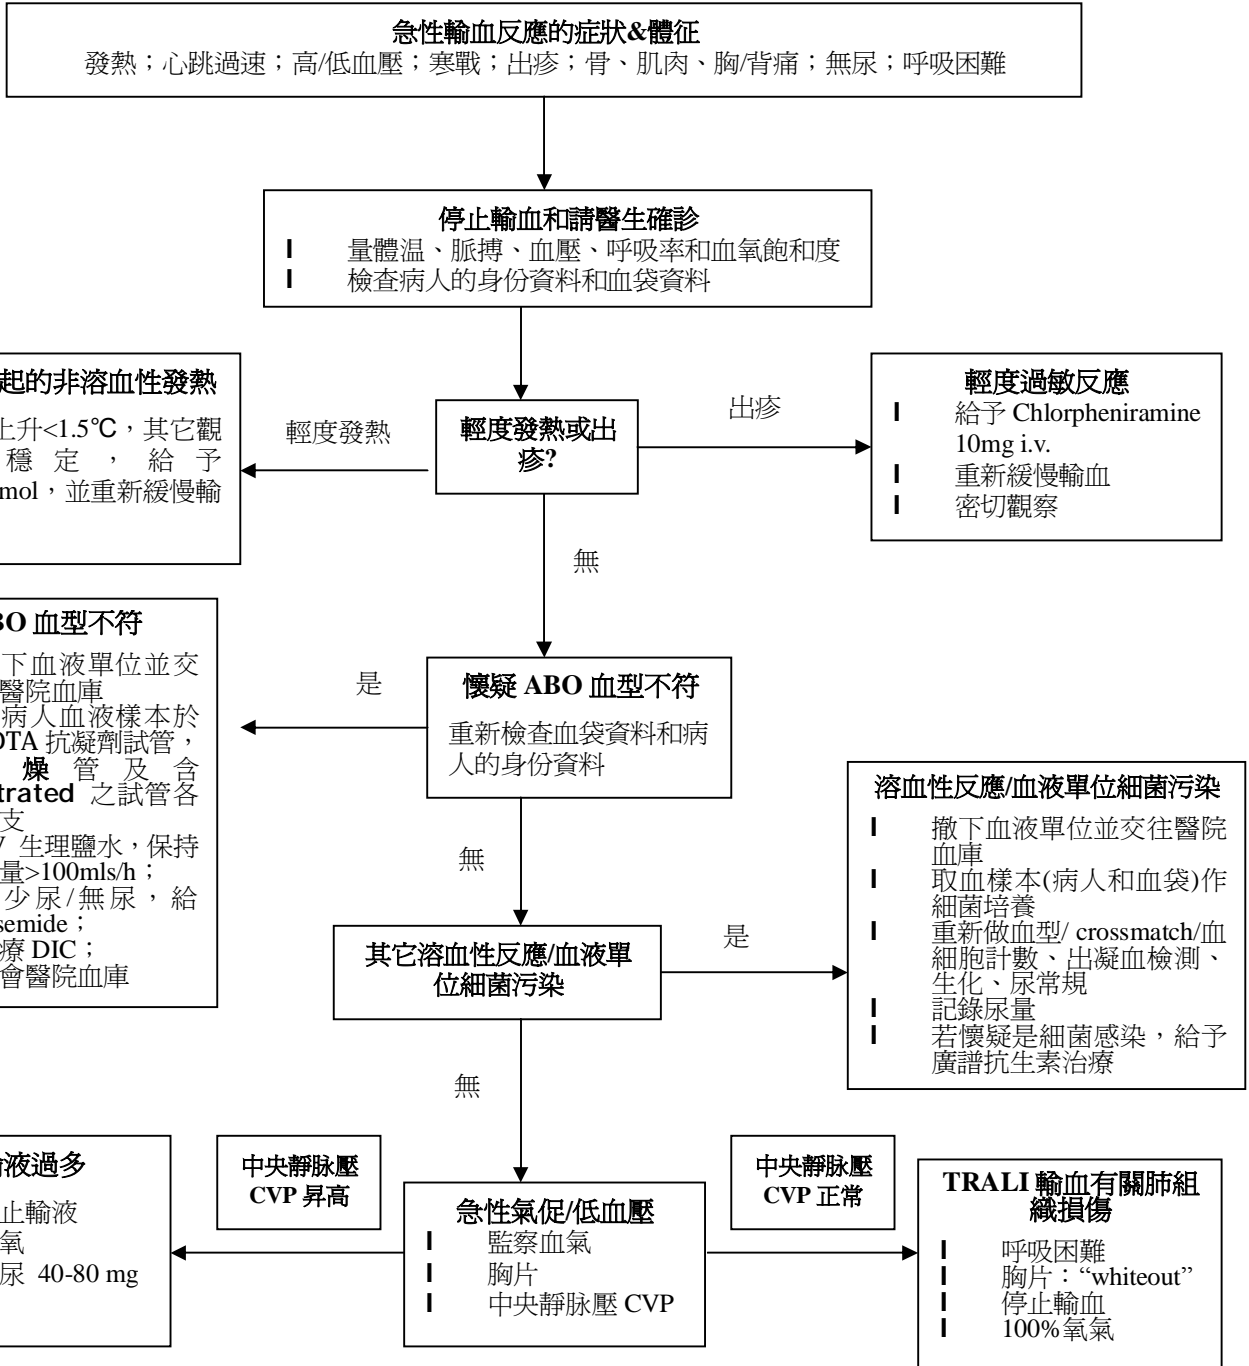 急性輸血反應的症狀&體征
發熱；心跳過速；高/低血壓；寒戰；出疹；骨、肌肉、胸/背痛；無尿；呼吸困難
停止輸血和請醫生確診
量體温、脈搏、血壓、呼吸率和血氧飽和度
檢查病人的身份資料和血袋資料
起的非溶血性發熱
上升<1.5℃，其它觀
穩定，給予
mol，並重新緩慢輸
輕度發熱
輕度發熱或出
疹?
出疹
輕度過敏反應
給予 Chlorpheniramine
10mg i.v.
重新緩慢輸血
密切觀察
無
BO 血型不符
下血液單位並交
醫院血庫
病人血液樣本於
DTA 抗凝劑試管，
燥管及含
trated 之試管各
支
生理鹽水，保持
量>100mls/h；
少尿/無尿，給
semide；
療 DIC；
會醫院血庫
是
懷疑 ABO 血型不符
重新檢查血袋資料和病
人的身份資料
無
其它溶血性反應/血液單
位細菌污染
是
溶血性反應/血液單位細菌污染
撤下血液單位並交往醫院
血庫
取血樣本(病人和血袋)作
細菌培養
重新做血型/ crossmatch/血
細胞計數、出凝血檢測、
生化、尿常規
記錄尿量
若懷疑是細菌感染，給予
廣譜抗生素治療
無
液過多
止輸液
氧
尿 40-80 mg
中央靜脉壓
CVP 昇高
急性氣促/低血壓
監察血氣
胸片
中央靜脉壓 CVP
中央靜脉壓
CVP 正常
TRALI 輸血有關肺組
織損傷
呼吸困難
胸片：“whiteout”
停止輸血
100%氧氣